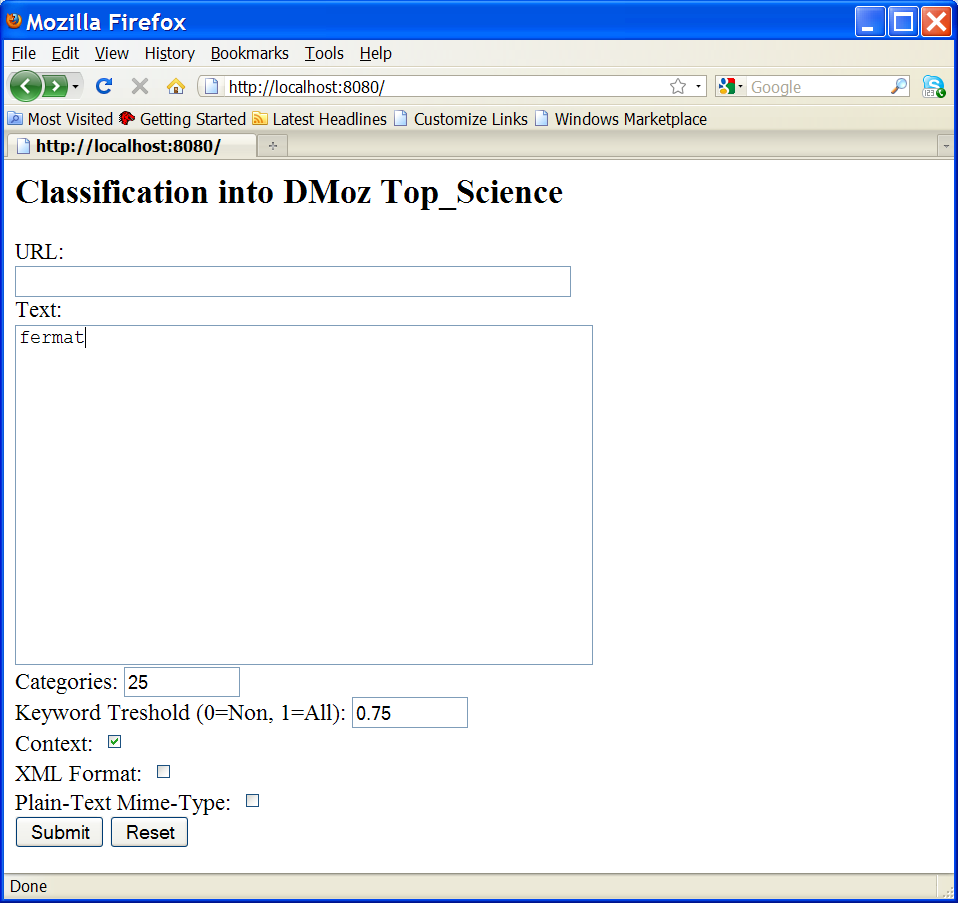 Mozilla Firefox
File Edit View History Bookmarks Tools Help
http://localhost:8080/ Google
Most Visited Getting Started Latest Headlines Customize Links Windows Marketplace
http://localhost:8080/
Classification into DMoz Top_Science
URL:
Text:
fermat
Categories: 25
Keyword Treshold (0=Non, 1=All): 0.75
Context:
XML Format:
Plain-Text Mime-Type:
Submit Reset
Done